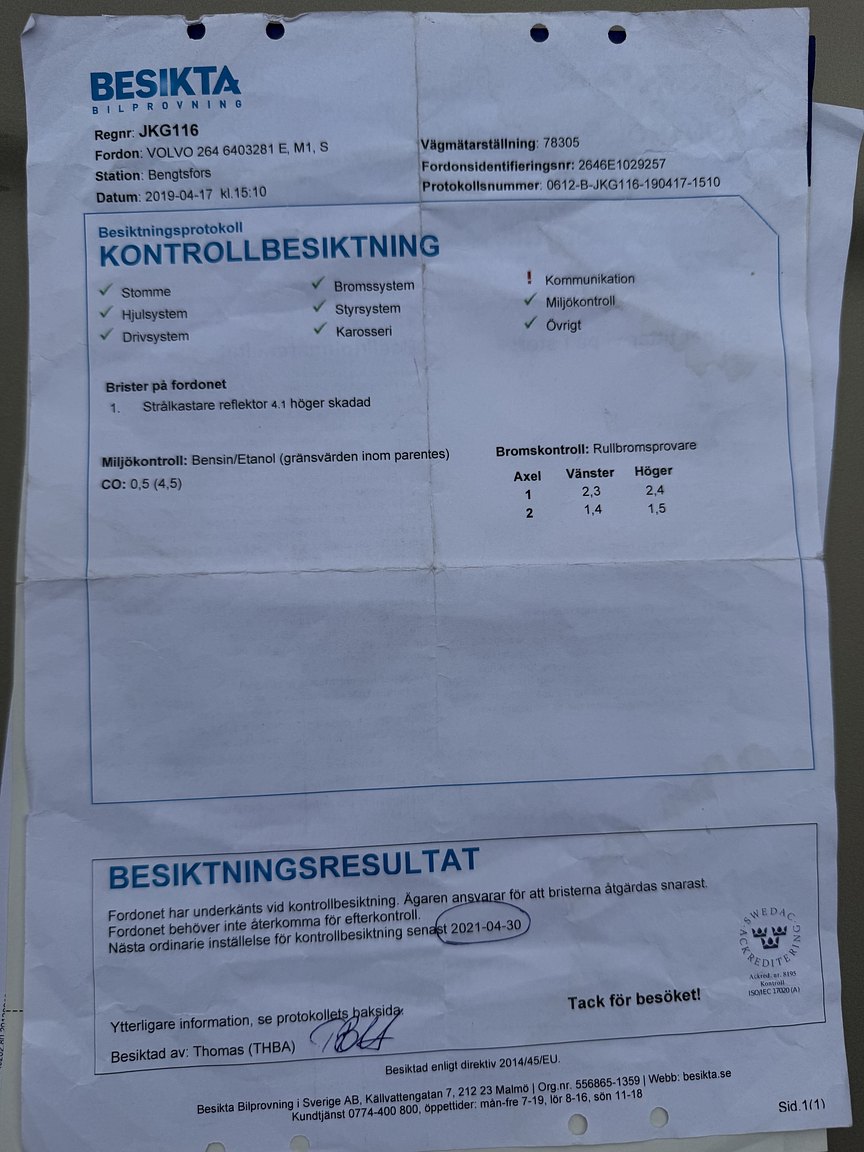 BESIKTA
BILPROVNING
Regnr: JKG116
Fordon: VOLVO 264 6403281 E, M1, S
Station: Bengtsfors
Datum: 2019-04-17 kl.15:10
Vägmätarställning: 78305
Fordonsidentifieringsnr: 2646E1029257
Protokollsnummer: 0612-B-JKG116-190417-1510
Besiktningsprotokoll
KONTROLLBESIKTNING
✓ Stomme
✓ Hjulsystem
✓ Drivsystem
✓ Bromssystem
✓ Styrsystem
✓ Karosseri
! Kommunikation
✓ Miljökontroll
✓ Övrigt
Brister på fordonet
1. Strålkastare reflektor 4.1 höger skadad
Miljökontroll: Bensin/Etanol (gränsvärden inom parentes)
CO: 0,5 (4,5)
Bromskontroll: Rullbromsprovare
Axel Vänster Höger
1 2,3 2,4
2 1,4 1,5
BESIKTNINGSRESULTAT
Fordonet har underkänts vid kontrollbesiktning. Ägaren ansvarar för att bristerna åtgärdas snarast.
Fordonet behöver inte återkomma för efterkontroll.
Nästa ordinarie inställelse för kontrollbesiktning senast 2021-04-30
SWEDAC
ACKREDITERING
Ackred. nr. 8195
Kontroll
ISO/IEC 17020 (A)
Tack för besöket!
Ytterligare information, se protokollets baksida.
Besiktad av: Thomas (THBA)
Besiktad enligt direktiv 2014/45/EU.
Besikta Bilprovning i Sverige AB, Källvattengatan 7, 212 23 Malmö | Org.nr. 556865-1359 | Webb: besikta.se
Kundtjänst 0774-400 800, öppettider: mån-fre 7-19, lör 8-16, sön 11-18
Sid.1(1)